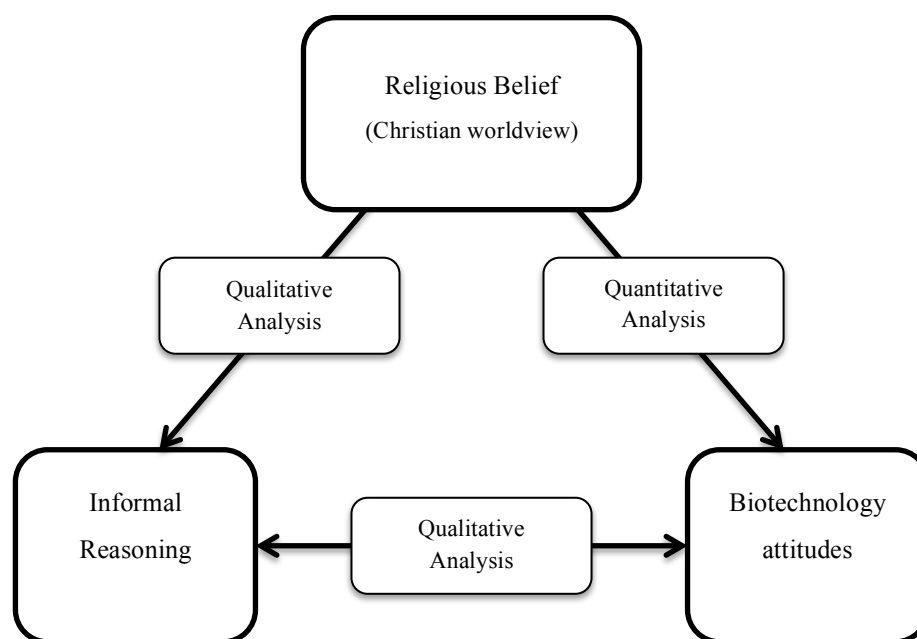 Religious Belief
(Christian worldview)
Qualitative
Analysis
Quantitative
Analysis
Informal
Reasoning
Qualitative
Analysis
Biotechnology
attitudes